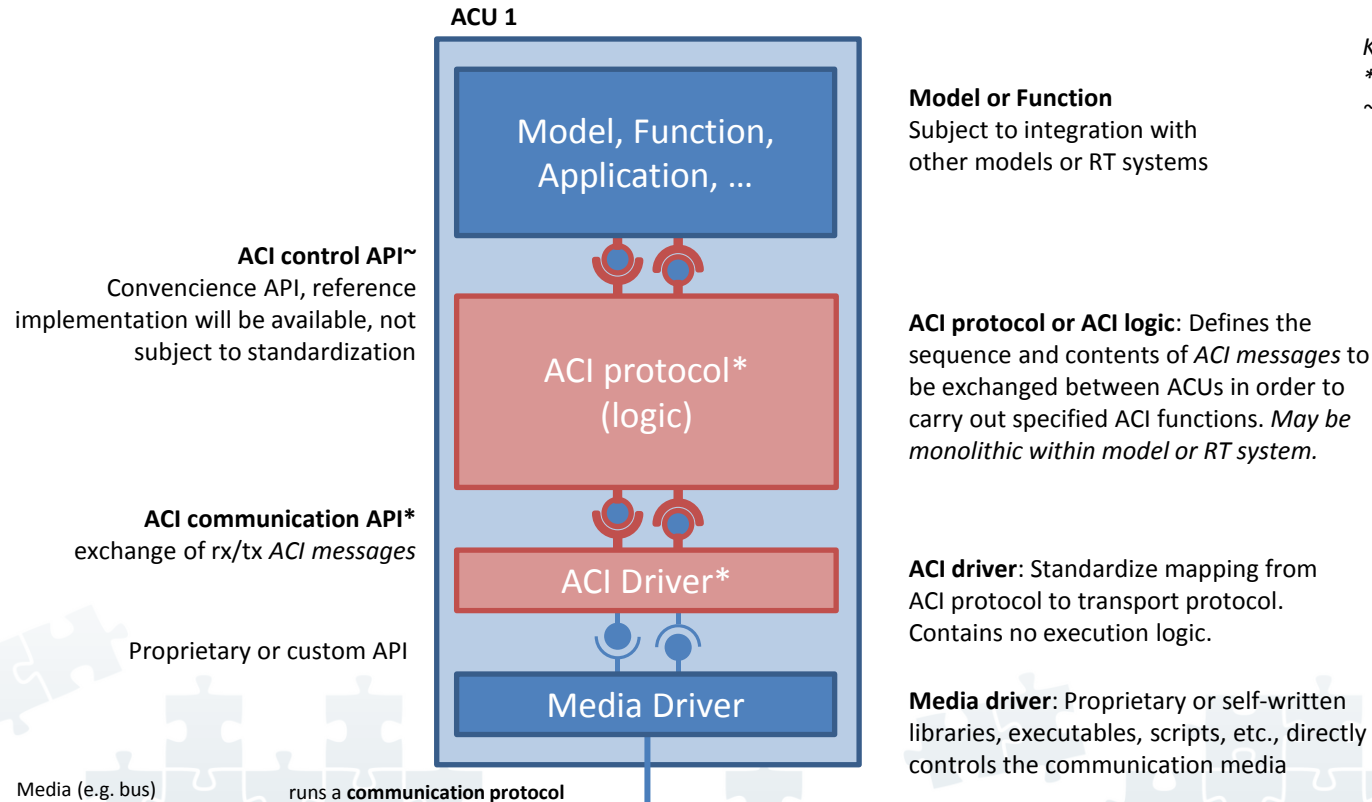 ACU 1
K
*
~
Model, Function,
Application, …
Model or Function
Subject to integration with
other models or RT systems
ACI control API~
Convencience API, reference
implementation will be available, not
subject to standardization
ACI protocol*
(logic)
ACI protocol or ACI logic: Defines the
sequence and contents of ACI messages to
be exchanged between ACUs in order to
carry out specified ACI functions. May be
monolithic within model or RT system.
ACI communication API*
exchange of rx/tx ACI messages
ACI Driver*
ACI driver: Standardize mapping from
ACI protocol to transport protocol.
Contains no execution logic.
Proprietary or custom API
Media Driver
Media driver: Proprietary or self-written
libraries, executables, scripts, etc., directly
controls the communication media
Media (e.g. bus)
runs a communication protocol